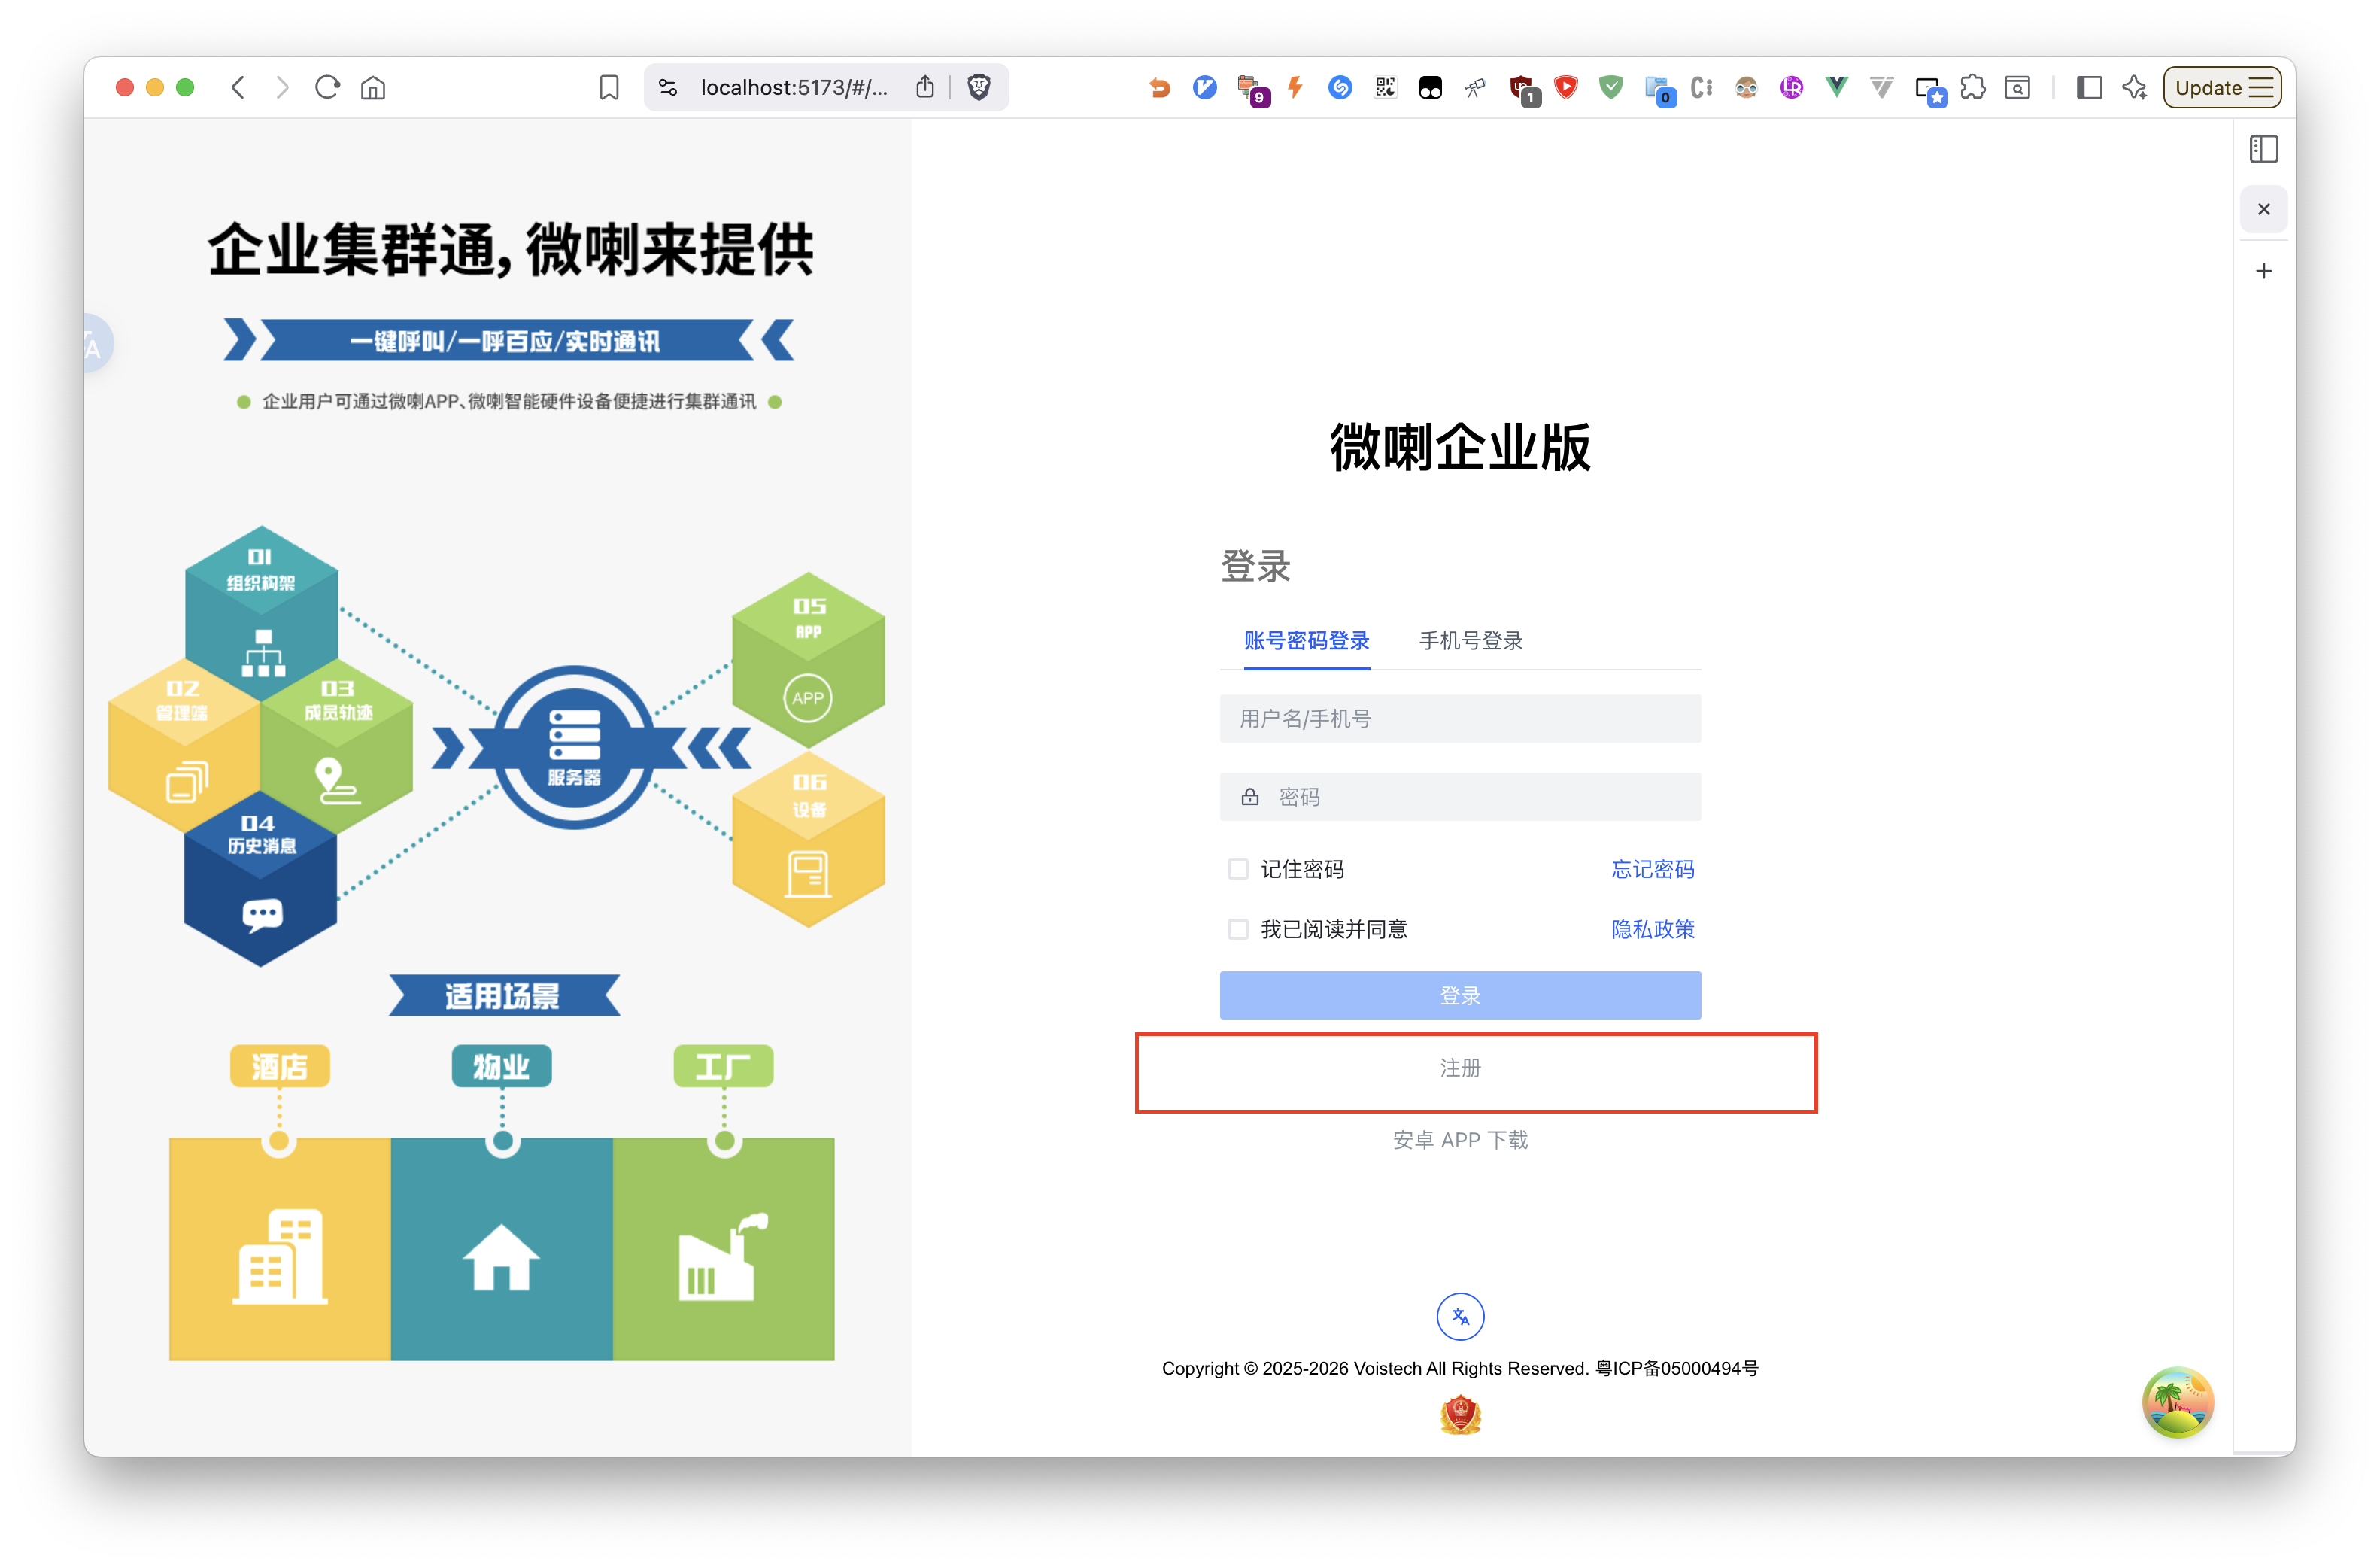 localhost:5173/#/...
9
1
0
Update
企业集群通，微喇来提供
一键呼叫/一呼百应/实时通讯
企业用户可通过微喇APP、微喇智能硬件设备便捷进行集群通讯
01
组织构架
02
管理端
03
成员轨迹
04
历史消息
服务器
05
APP
APP
06
设备
适用场景
酒店
物业
工厂
微喇企业版
登录
账号密码登录
手机号登录
用户名/手机号
密码
记住密码
忘记密码
我已阅读并同意
隐私政策
登录
注册
安卓 APP 下载
Copyright © 2025-2026 Voistech All Rights Reserved. 粤ICP备05000494号